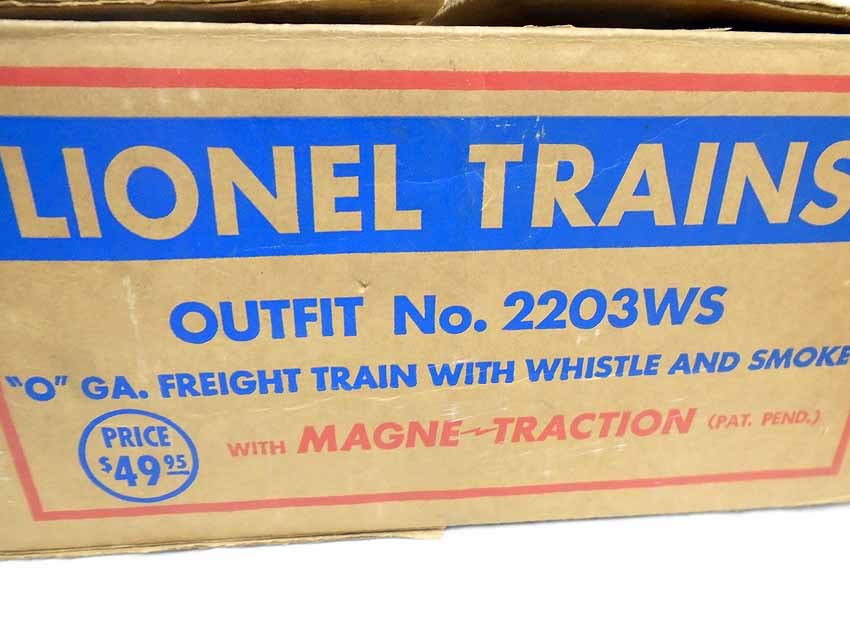 LIONEL TRAINS
OUTFIT No. 2203WS
"O" GA. FREIGHT TRAIN WITH WHISTLE AND SMOKE
PRICE
$49.95
WITH MAGNE-TRACTION (PAT. PEND.)